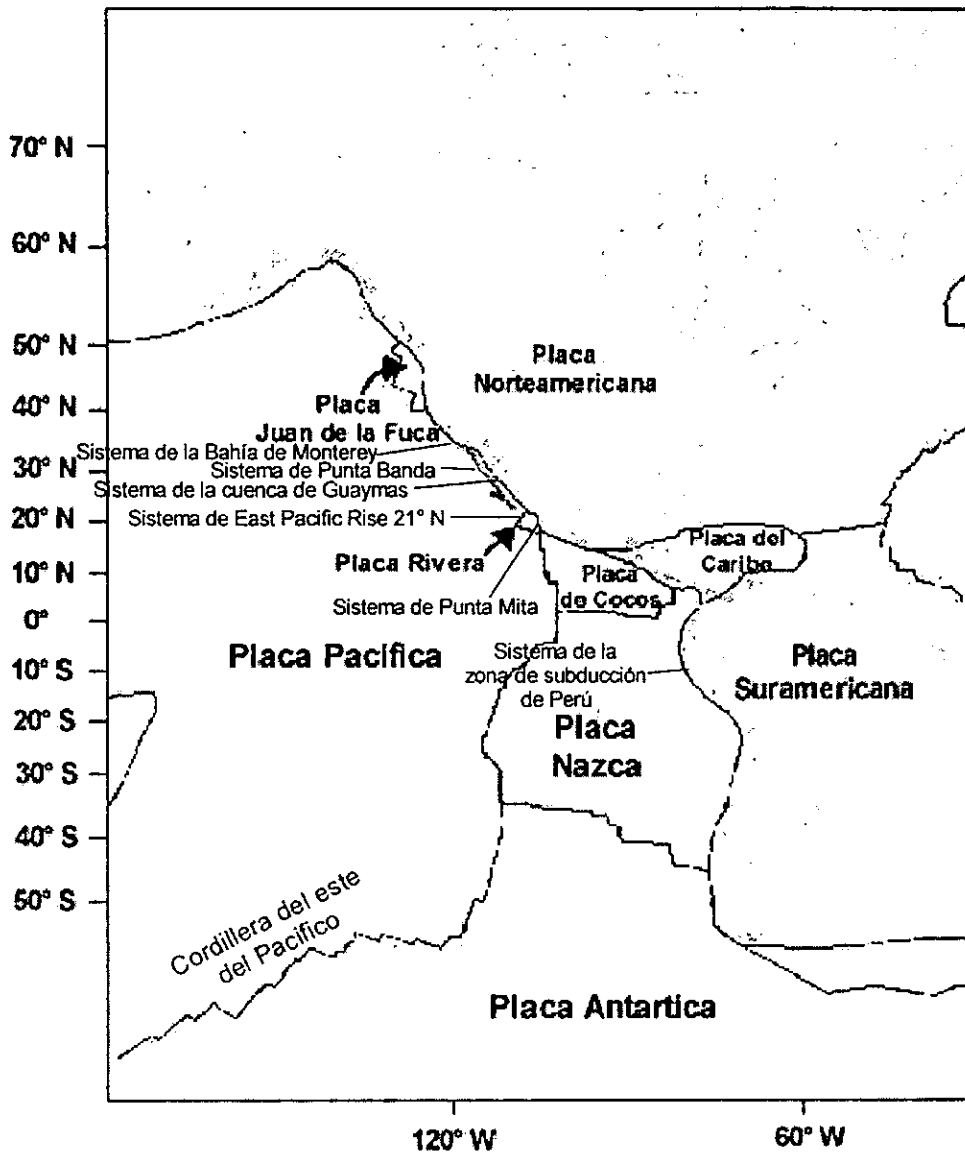 70° N
60° N
50° N
40° N
30° N
20° N
10° N
0°
10° S
20° S
30° S
40° S
50° S
Placa
Norteamericana
Placa
Juan de la Fuca
Sistema de la Bahía de Monterey
Sistema de Punta Banda
Sistema de la cuenca de Guaymas
Sistema de East Pacific Rise 21° N
Placa Rivera
Sistema de Punta Mita
Placa del
Caribe
Placa
de Cocos
Placa Pacifica
Sistema de la
zona de subducción
de Perú
Placa
Suramericana
Placa
Nazca
Cordillera del este
del Pacifico
Placa Antartica
120° W
60° W